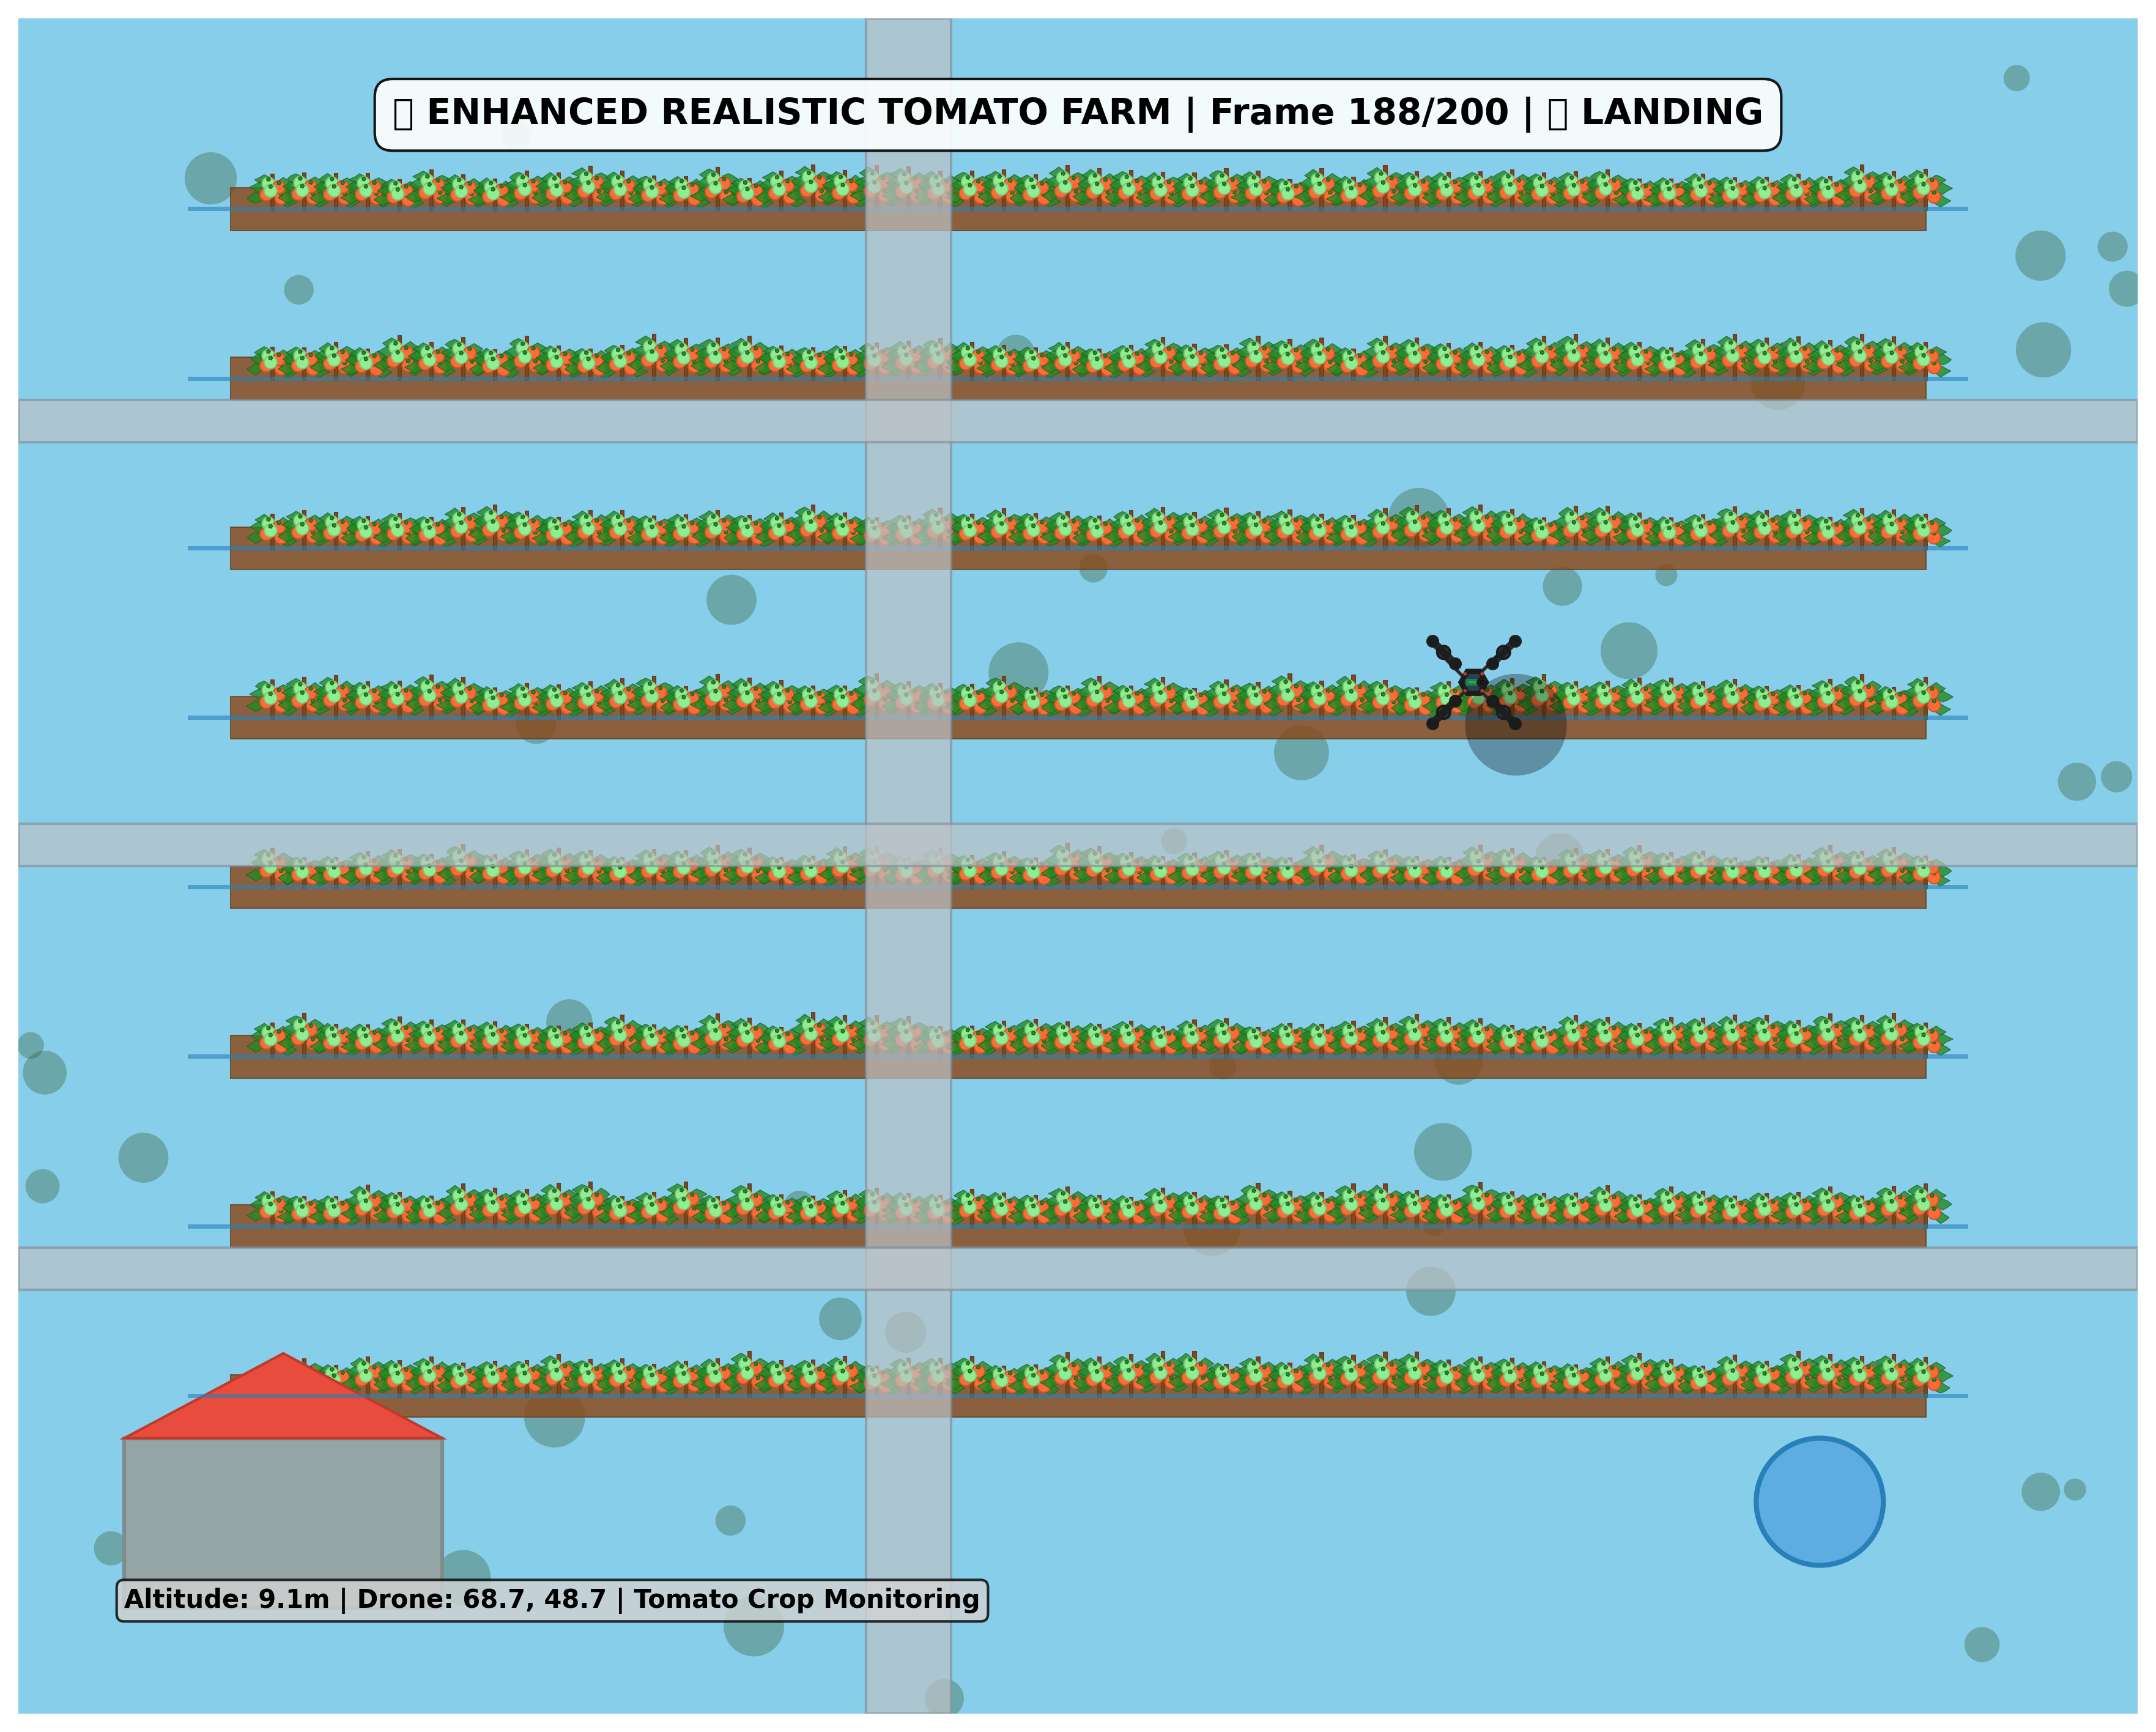 ▯ ENHANCED REALISTIC TOMATO FARM | Frame 188/200 | ▯ LANDING
Altitude: 9.1m | Drone: 68.7, 48.7 | Tomato Crop Monitoring